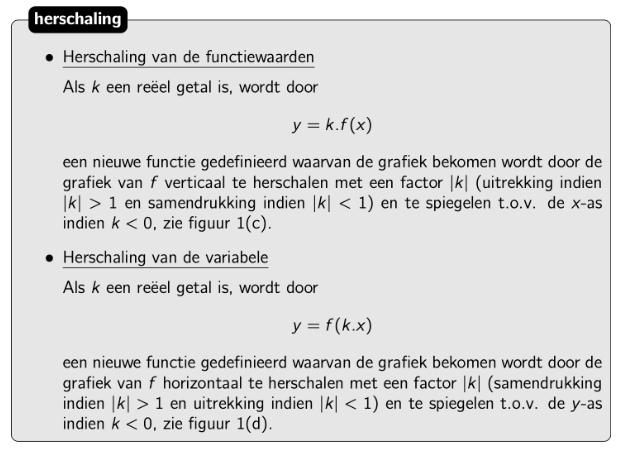 herschaling
• Herschaling van de functiewaarden
Als k een reëel getal is, wordt door
y = k.f(x)
een nieuwe functie gedefinieerd waarvan de grafiek bekomen wordt door de
grafiek van f verticaal te herschalen met een factor |k| (uitrekking indien
|k| > 1 en samendrukking indien |k| < 1) en te spiegelen t.o.v. de x-as
indien k < 0, zie figuur 1(c).
• Herschaling van de variabele
Als k een reëel getal is, wordt door
y = f(k.x)
een nieuwe functie gedefinieerd waarvan de grafiek bekomen wordt door de
grafiek van f horizontaal te herschalen met een factor |k| (samendrukking
indien |k| > 1 en uitrekking indien |k| < 1) en te spiegelen t.o.v. de y-as
indien k < 0, zie figuur 1(d).